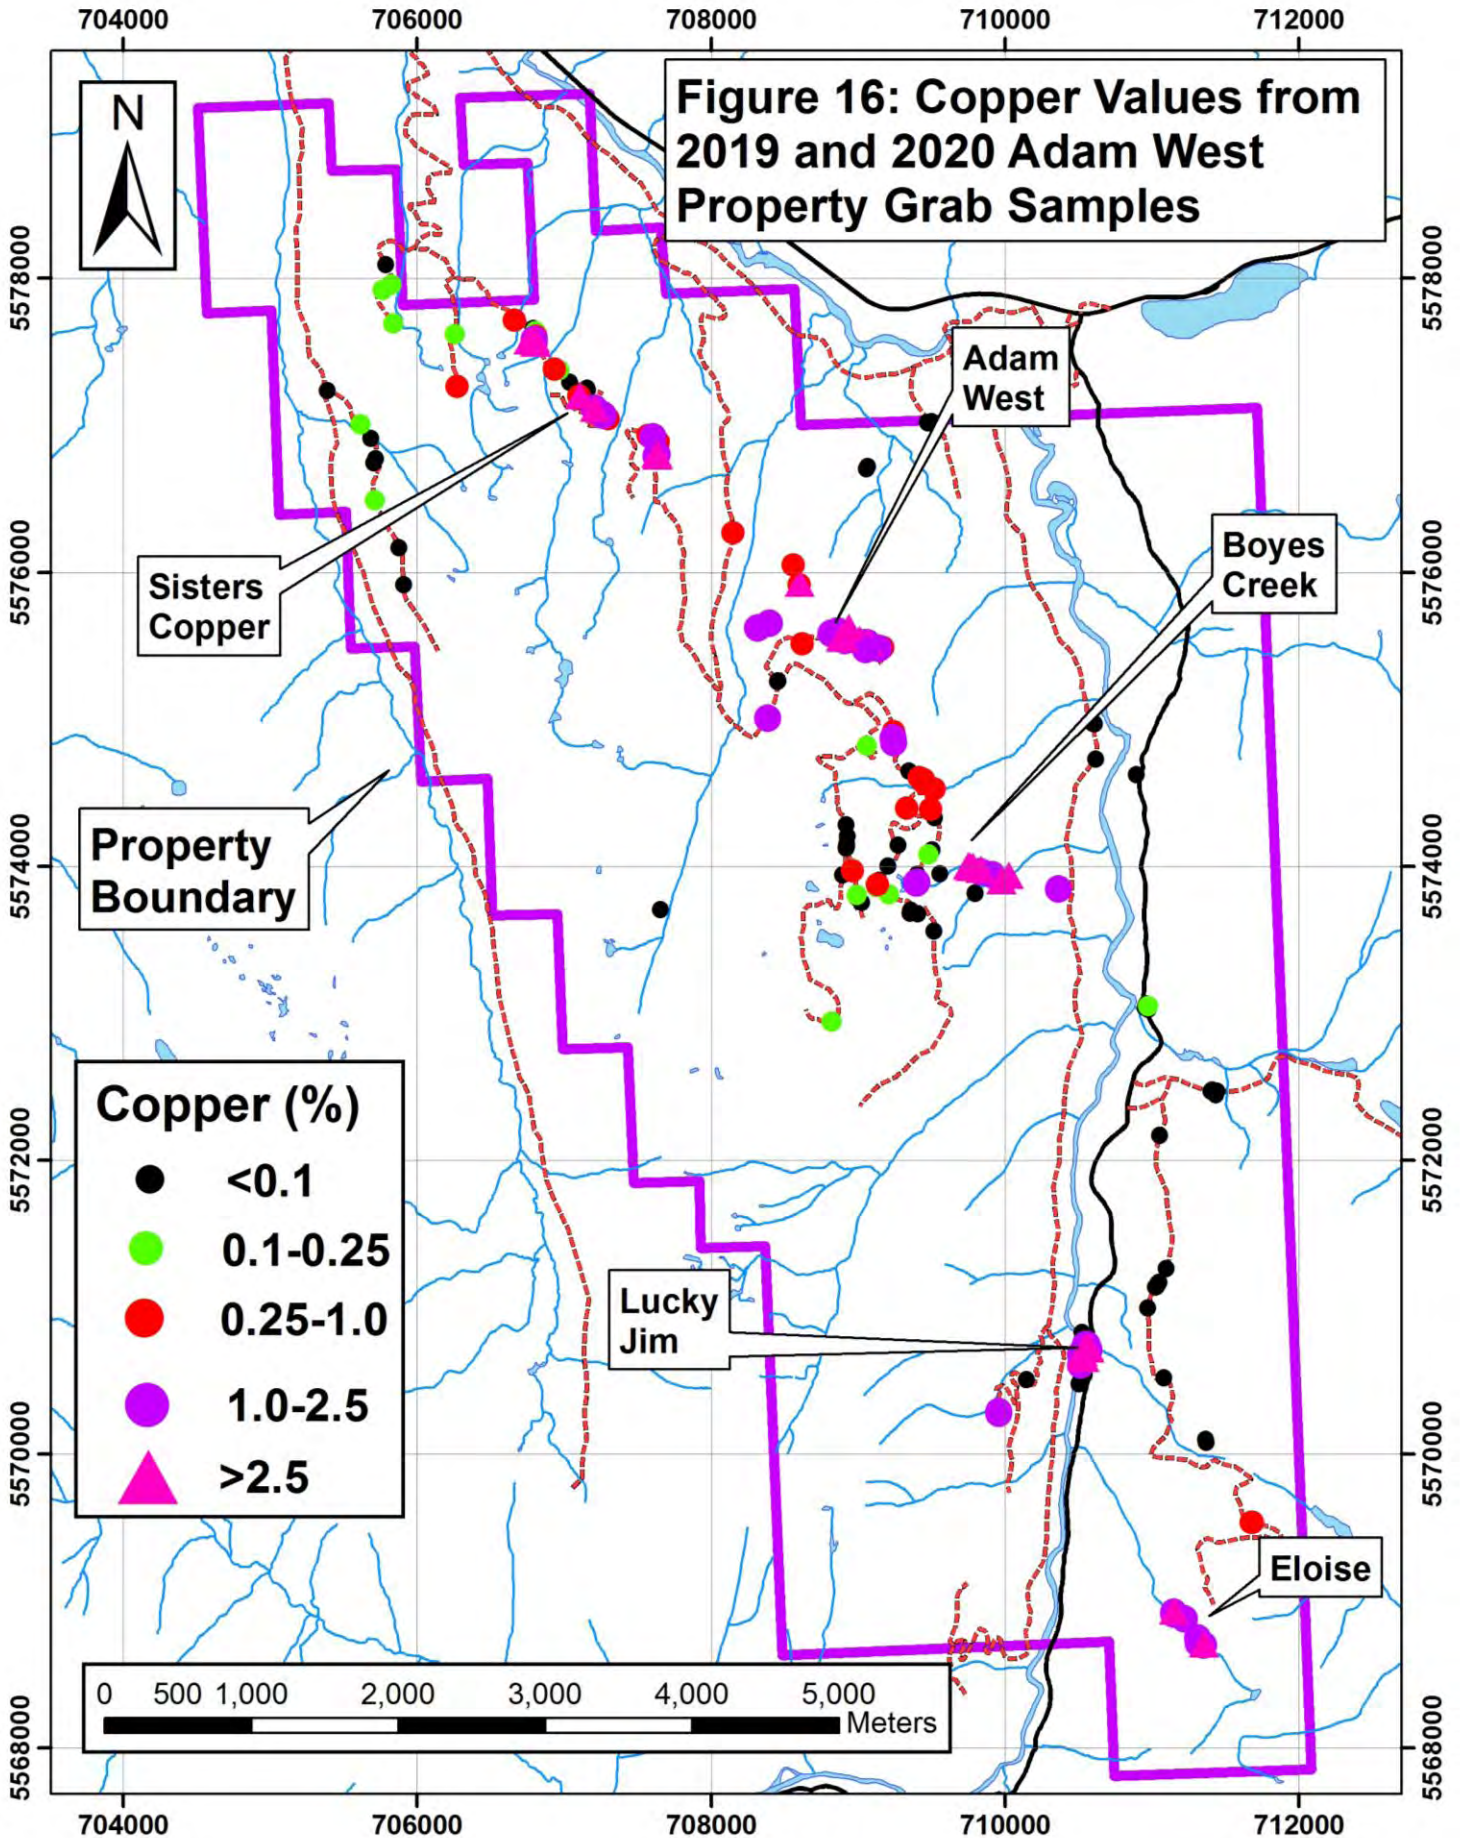 704000 706000 708000 710000 712000
N
Figure 16: Copper Values from
2019 and 2020 Adam West
Property Grab Samples
5578000
5578000
Adam
West
Boyes
Creek
5576000
5576000
Sisters
Copper
Property
Boundary
5574000
5574000
Copper (%)
<0.1
0.1-0.25
0.25-1.0
1.0-2.5
>2.5
5572000
5572000
Lucky
Jim
5570000
5570000
Eloise
0 500 1,000 2,000 3,000 4,000 5,000
Meters
5568000
5568000
704000 706000 708000 710000 712000